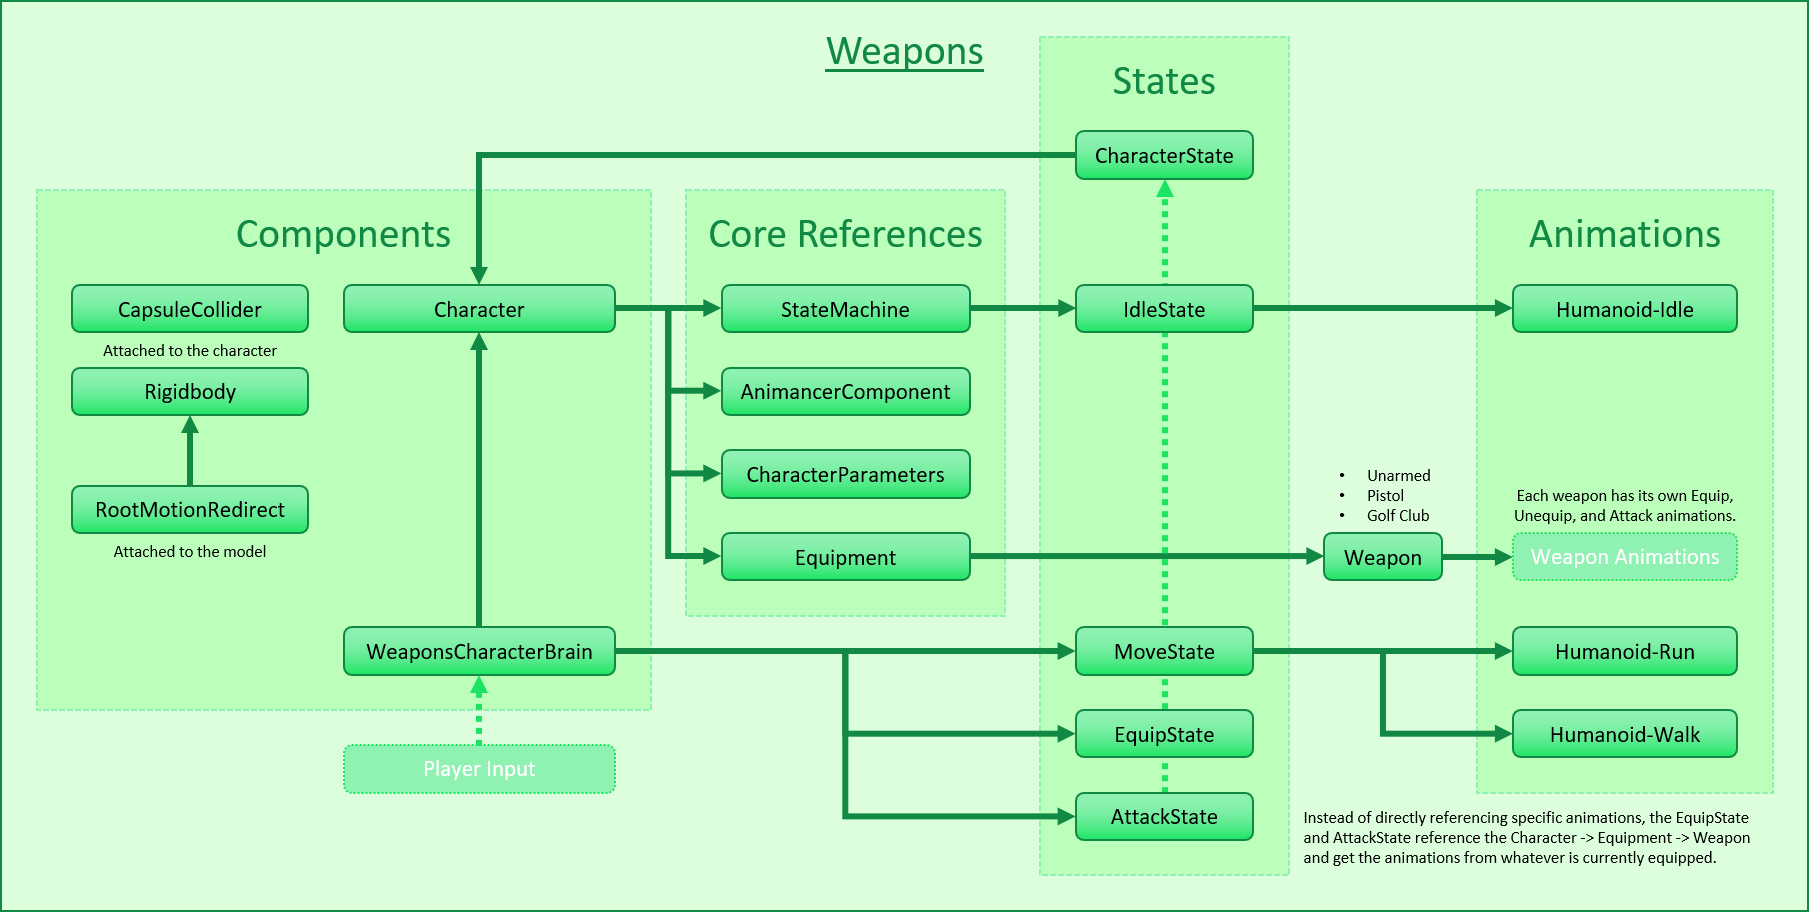 Weapons
States
CharacterState
Components
Core References
Animations
CapsuleCollider
Character
StateMachine
IdleState
Humanoid-Idle
Attached to the character
Rigidbody
AnimancerComponent
CharacterParameters
• Unarmed
• Pistol
• Golf Club
Each weapon has its own Equip,
Unequip, and Attack animations.
RootMotionRedirect
Attached to the model
Equipment
Weapon
Weapon Animations
WeaponsCharacterBrain
MoveState
Humanoid-Run
EquipState
Humanoid-Walk
Player Input
AttackState
Instead of directly referencing specific animations, the EquipState
and AttackState reference the Character -> Equipment -> Weapon
and get the animations from whatever is currently equipped.